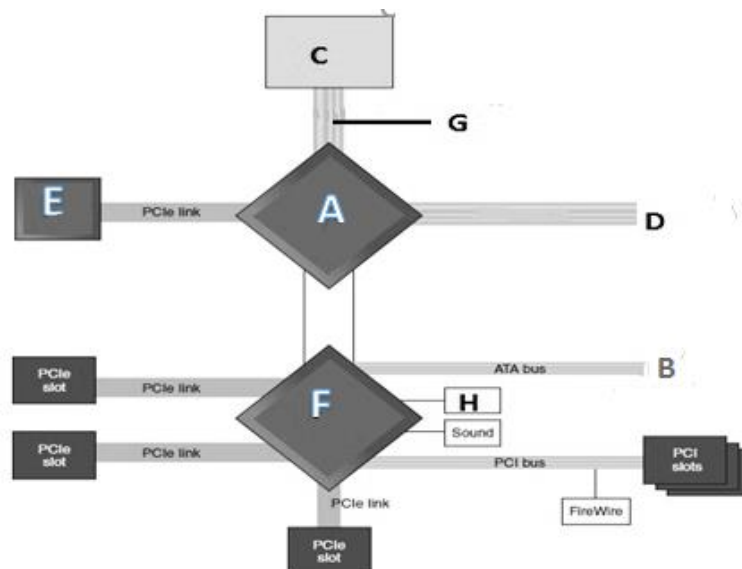 C
G
E
PCIe link
A
D
PCIe
slot
PCIe link
ATA bus
B
F
H
Sound
PCIe
slot
PCIe link
PCI bus
PCI
slots
PCIe link
FireWire
PCIe
slot